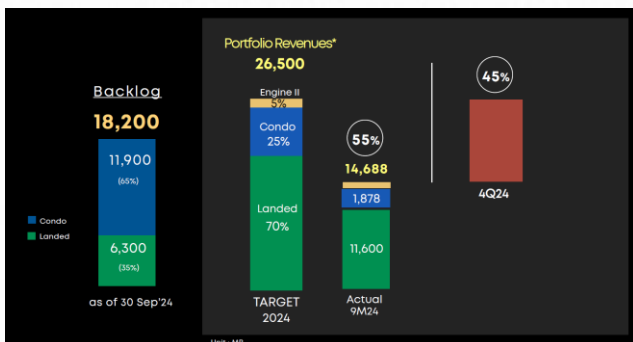 Backlog
18,200
11,900
(65%)
6,300
(35%)
as of 30 Sep'24
Condo
Landed
Portfolio Revenues*
26,500
Engine II
5%
Condo
25%
Landed
70%
TARGET
2024
55%
14,688
1,878
11,600
Actual
9M24
45%
4Q24
Unit : MB